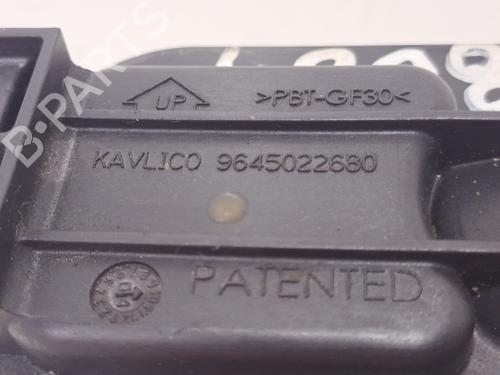 UP
>PBT-GF30<
KAVLICO 9645022680
PATENTED
B-PARTS